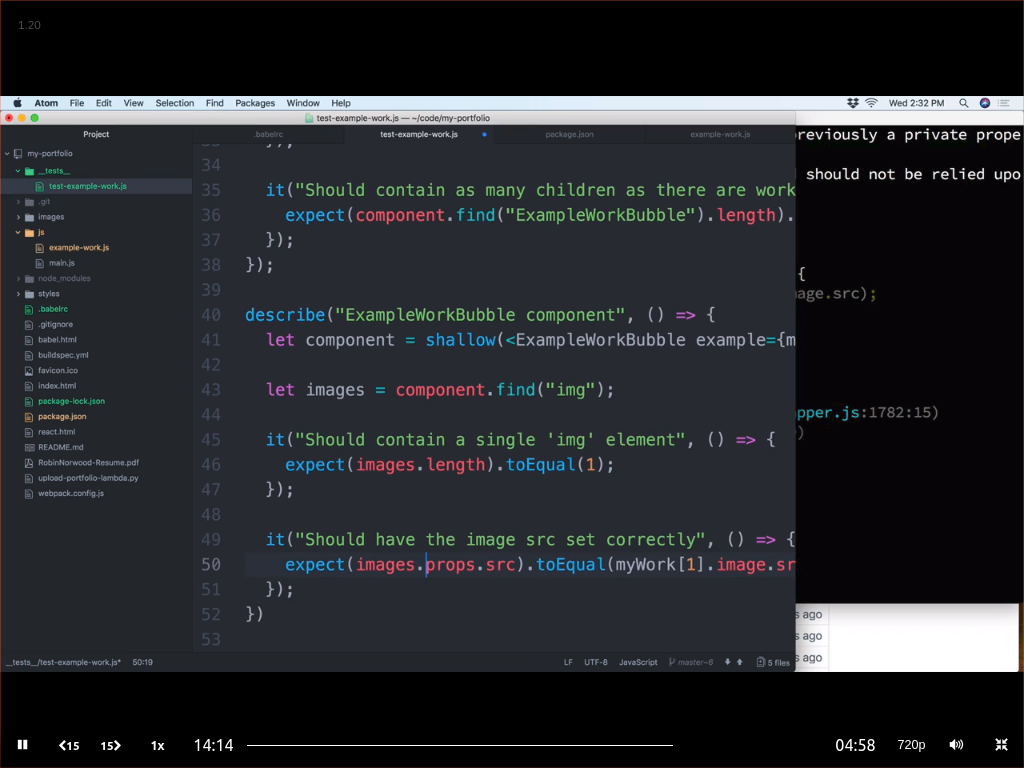 1.20
Atom File Edit View Selection Find Packages Window Help Wed 2:32 PM
test-example-work.js — ~/code/my-portfolio
Project .babelrc test-example-work.js package.json example-work.js
my-portfolio
__tests__
test-example-work.js
.git
images
js
example-work.js
main.js
node_modules
styles
.babelrc
.gitignore
babel.html
buildspec.yml
favicon.ico
index.html
package-lock.json
package.json
react.html
README.md
RobinNorwood-Resume.pdf
upload-portfolio-lambda.py
webpack.config.js
34
35 it("Should contain as many children as there are work
36 expect(component.find("ExampleWorkBubble").length).
37 });
38 });
39
40 describe("ExampleWorkBubble component", () => {
41 let component = shallow(<ExampleWorkBubble example={m
42
43 let images = component.find("img");
44
45 it("Should contain a single 'img' element", () => {
46 expect(images.length).toEqual(1);
47 });
48
49 it("Should have the image src set correctly", () => {
50 expect(images.props.src).toEqual(myWork[1].image.sr
51 });
52 })
53
reviously a private prope
should not be relied upo
{
age.src);
pper.js:1782:15)
)
s ago
s ago
s ago
__tests__/test-example-work.js* 50:19 LF UTF-8 JavaScript master-6 5 files
15 15 1x 14:14 04:58 720p